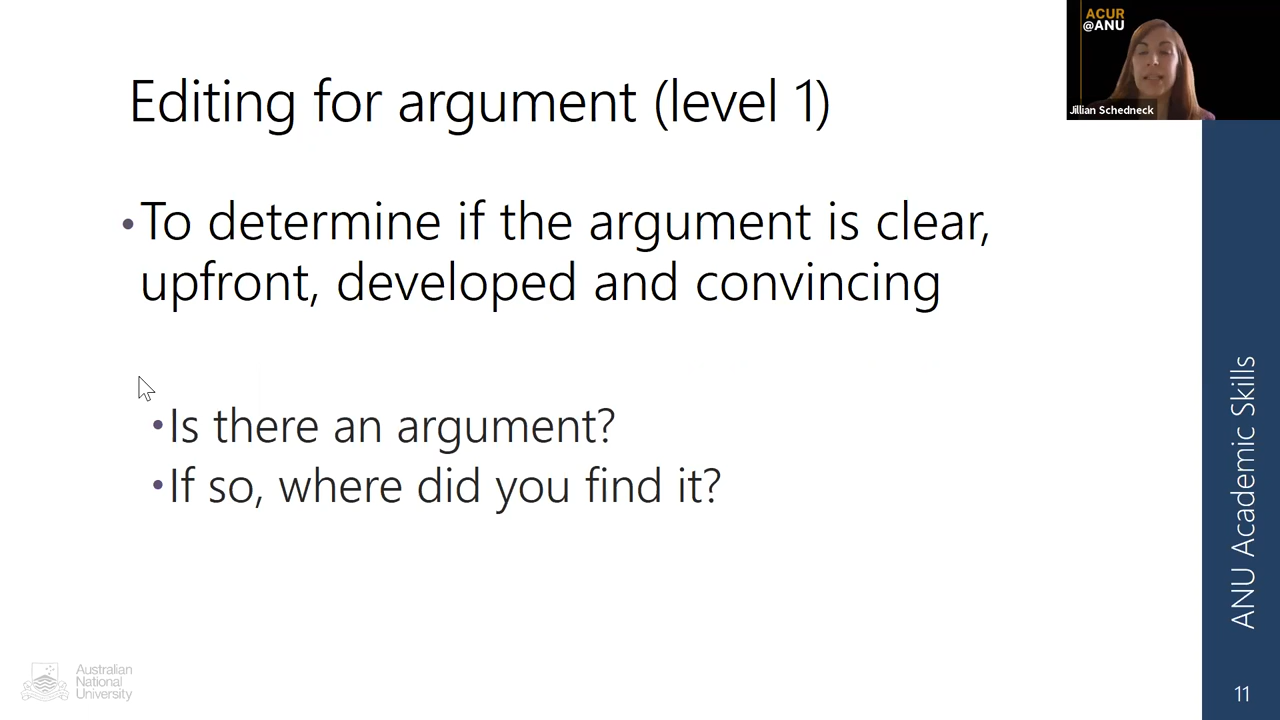 ACUR
@ANU
Jillian Schedneck
Editing for argument (level 1)
•To determine if the argument is clear,
upfront, developed and convincing
•Is there an argument?
•If so, where did you find it?
ANU Academic Skills
Australian
National
University
11